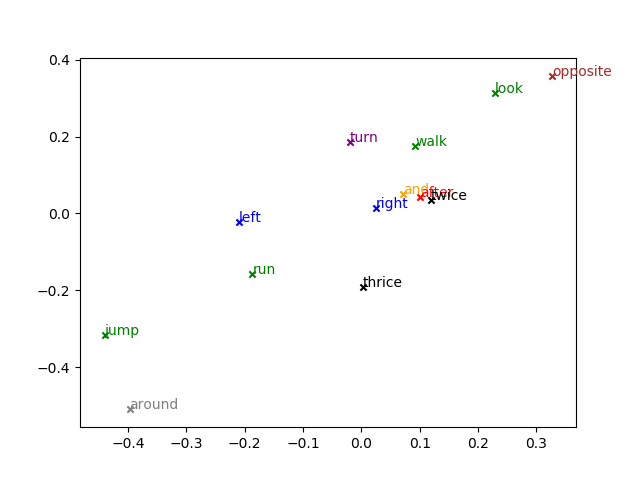 0.4
opposite
look
0.2
turn
walk
and
after
twice
right
left
0.0
run
thrice
−0.2
jump
−0.4
around
−0.4
−0.3
−0.2
−0.1
0.0
0.1
0.2
0.3